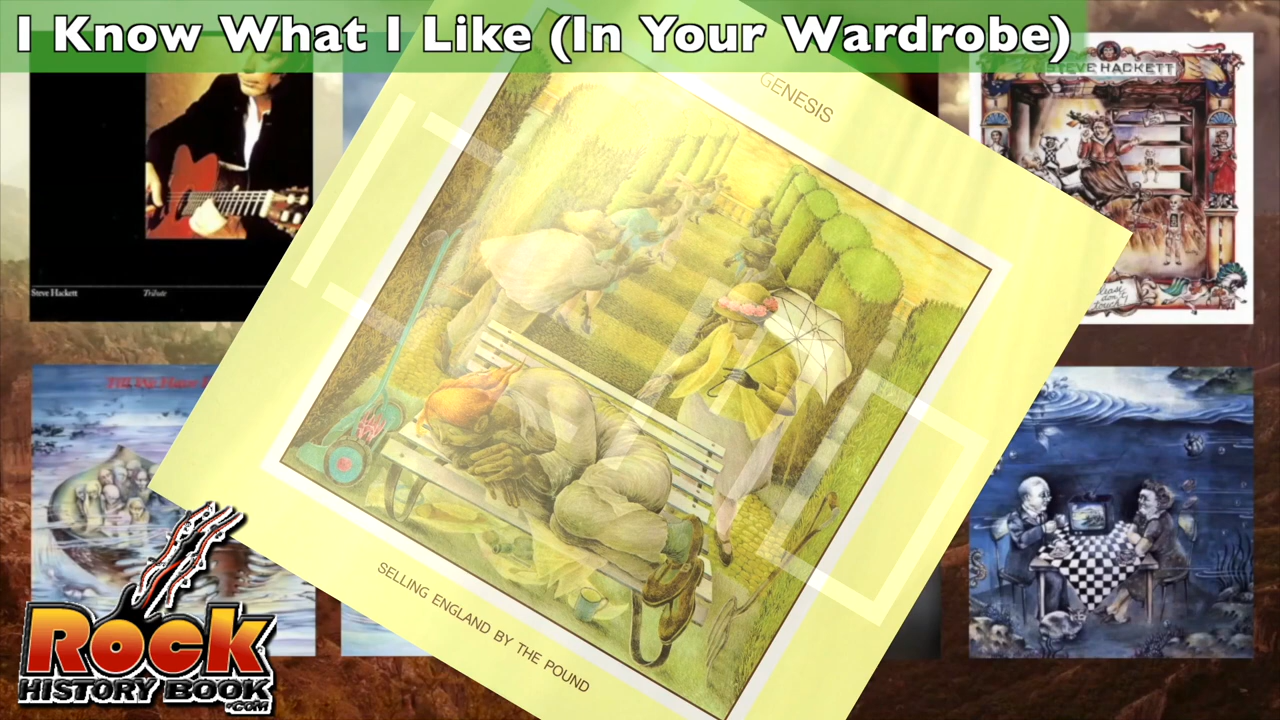 I Know What I Like (In Your Wardrobe)
GENESIS
STEVE HACKETT
Steve Hackett
Tribute
SELLING ENGLAND BY THE POUND
Rock
HISTORY BOOK
.COM